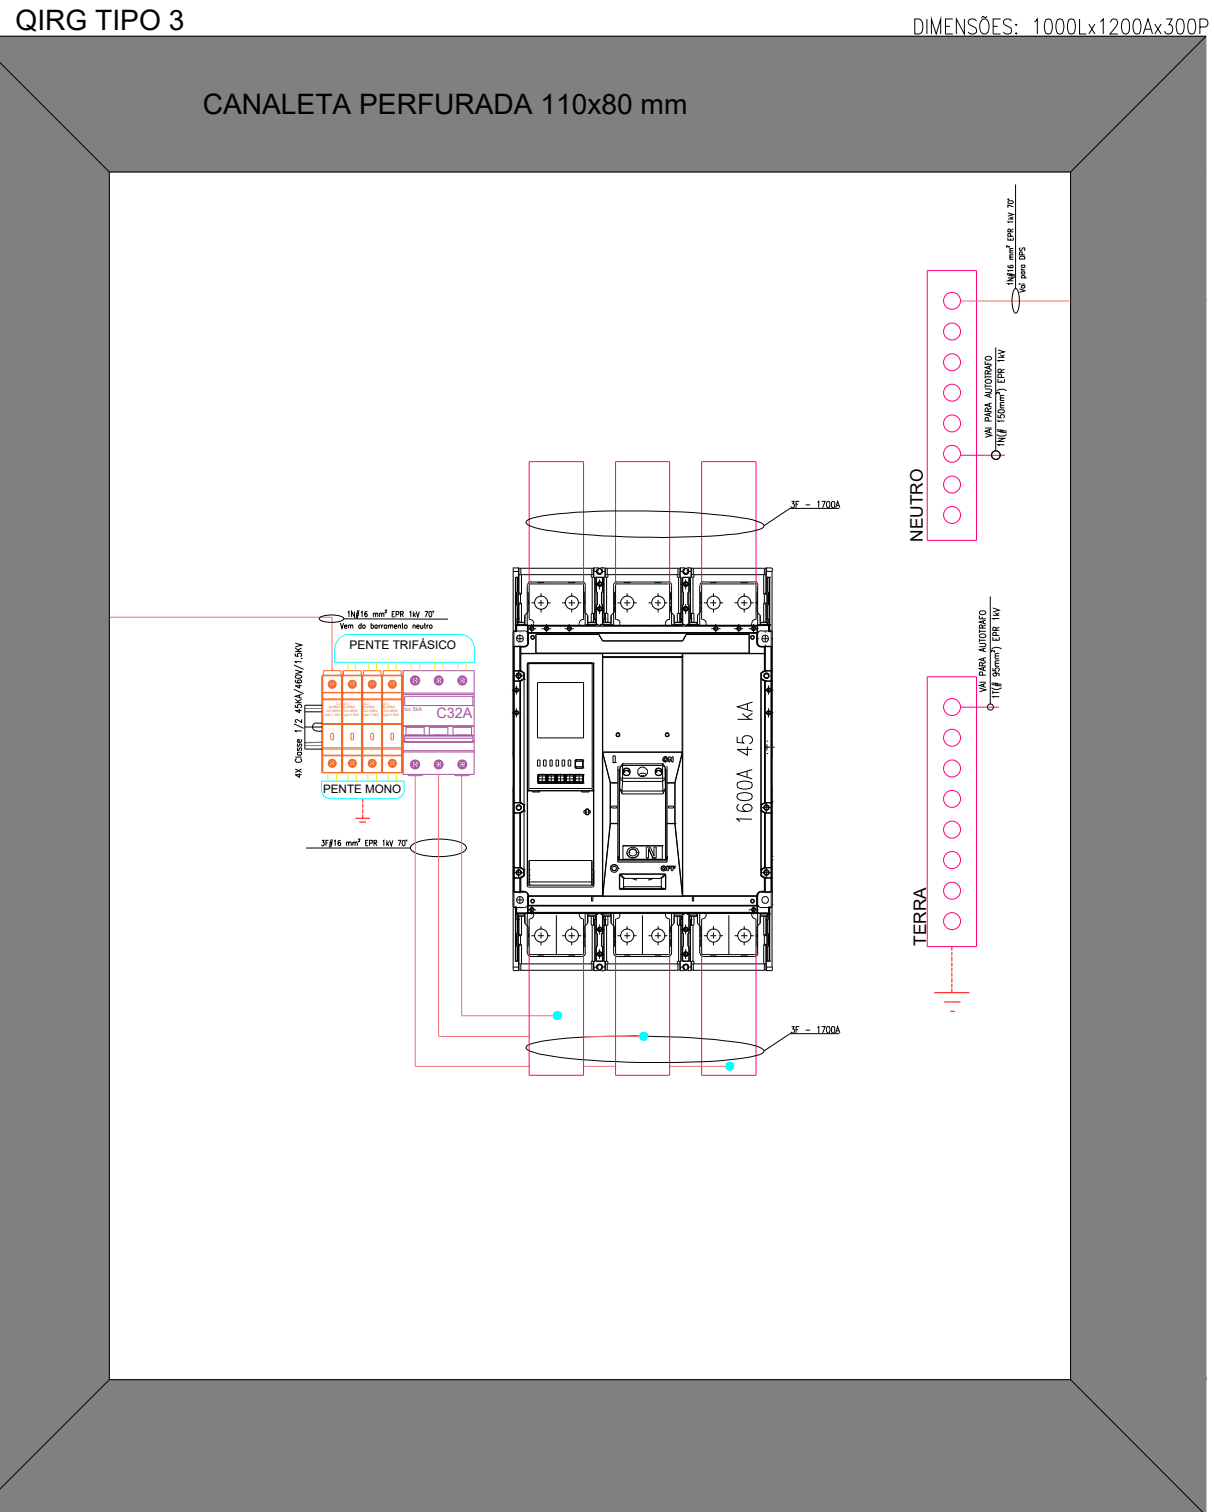 QIRG TIPO 3
DIMENSÕES: 1000Lx1200Ax300P
CANALETA PERFURADA 110x80 mm
1N#16 mm² EPR 1kV 70°
Vai para DPS
VAI PARA AUTOTRAFO
1N(# 150mm²) EPR 1kV
NEUTRO
3F - 1700A
1N#16 mm² EPR 1kV 70°
Vem do barramento neutro
PENTE TRIFÁSICO
4X Classe 1/2 45KA/460V/1.5KV
C32A
PENTE MONO
3F#16 mm² EPR 1kV 70°
ON
1600A 45 kA
N
OFF
VAI PARA AUTOTRAFO
1T(# 95mm²) EPR 1kV
TERRA
3F - 1700A